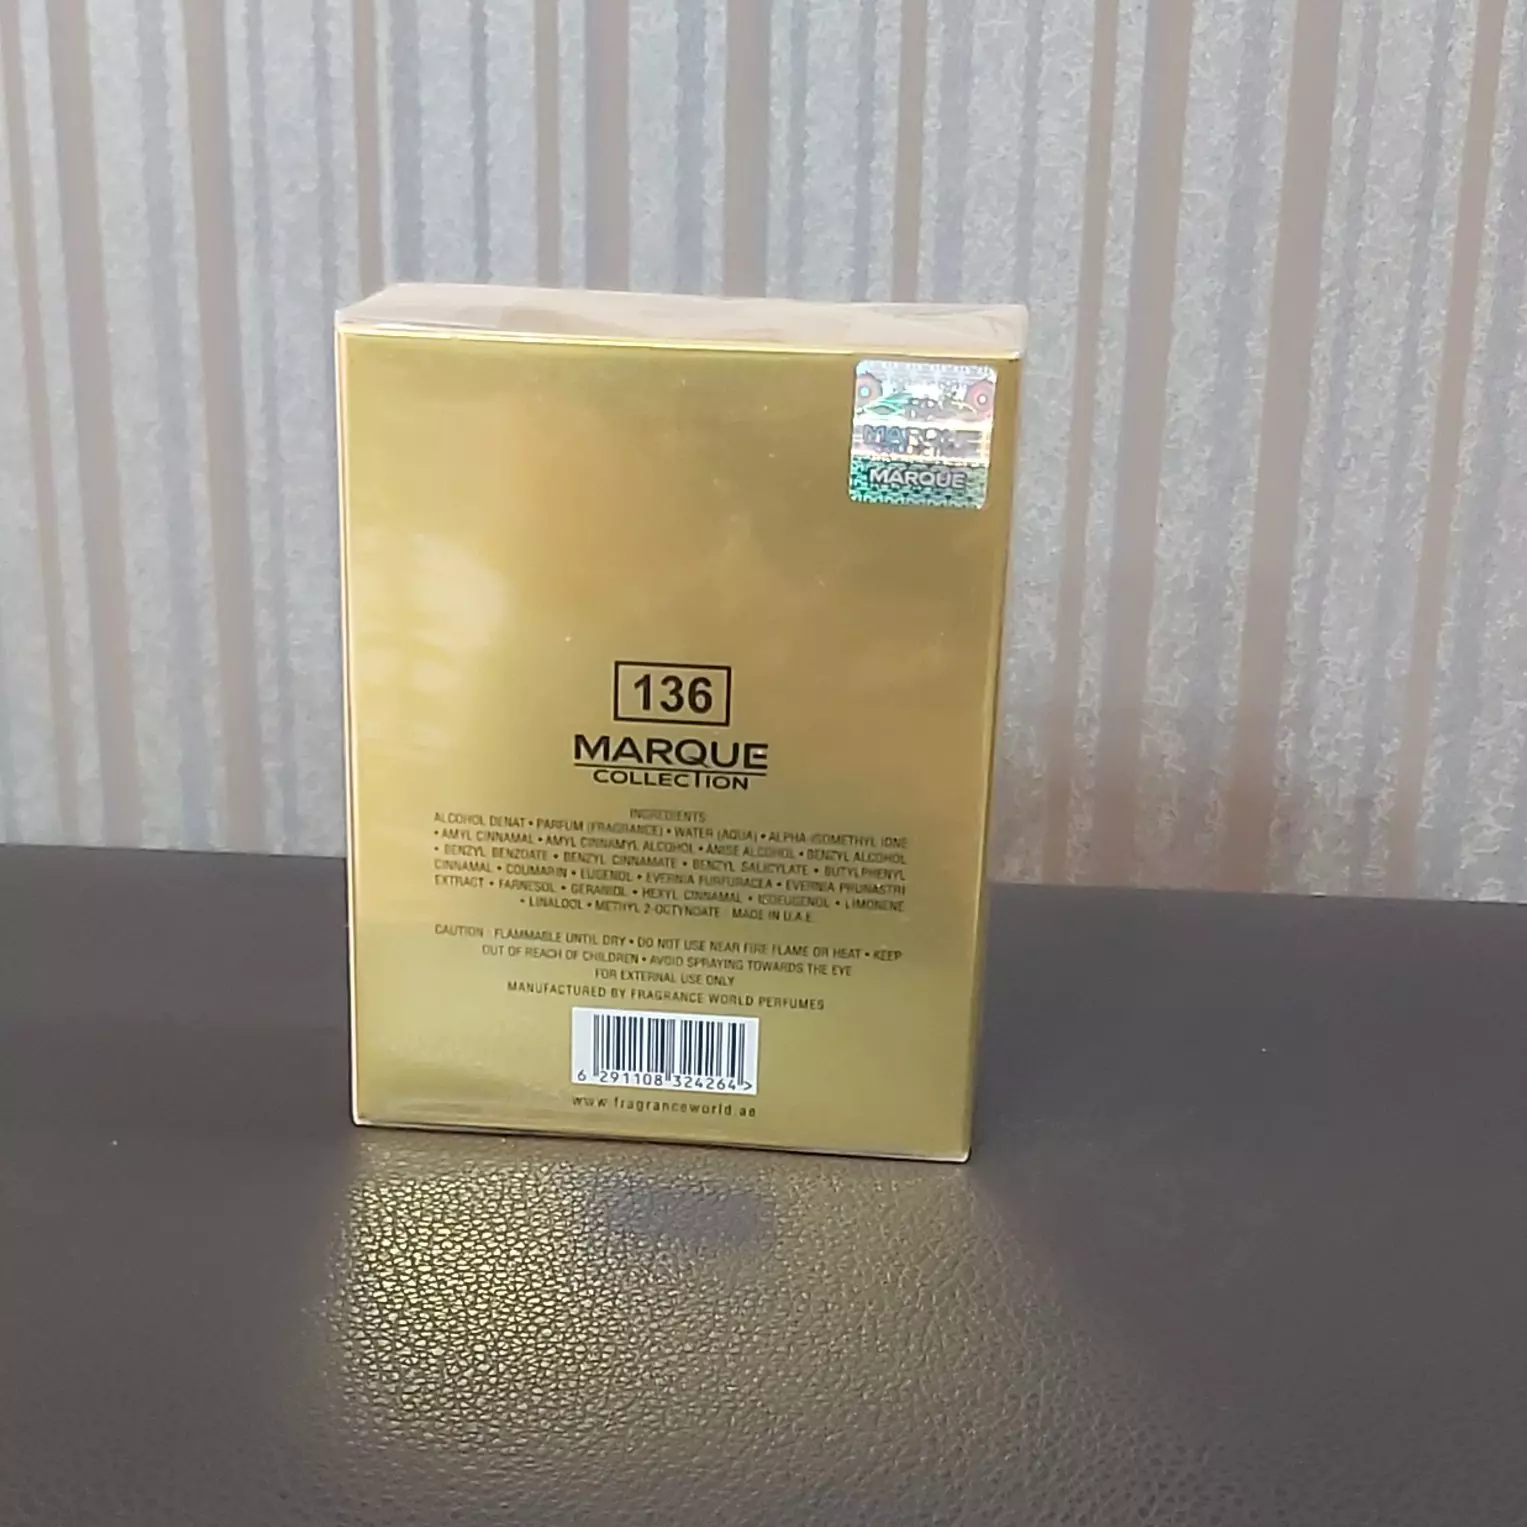 MARQUE
MARQUE
136
MARQUE
COLLECTION
INGREDIENTS:
ALCOHOL DENAT • PARFUM (FRAGRANCE) • WATER (AQUA) • ALPHA-ISOMETHYL IONE
• AMYL CINNAMAL • AMYL CINNAMYL ALCOHOL • ANISE ALCOHOL • BENZYL ALCOHOL
• BENZYL BENZOATE • BENZYL CINNAMATE • BENZYL SALICYLATE • BUTYLPHENYL
CINNAMAL • COUMARIN • EUGENOL • EVERNIA FURFURACEA • EVERNIA PRUNASTRI
EXTRACT • FARNESOL • GERANIOL • HEXYL CINNAMAL • ISOEUGENOL • LIMONENE
• LINALOOL • METHYL 2-OCTYNOATE MADE IN U.A.E.
CAUTION : FLAMMABLE UNTIL DRY • DO NOT USE NEAR FIRE FLAME OR HEAT • KEEP
OUT OF REACH OF CHILDREN • AVOID SPRAYING TOWARDS THE EYE
FOR EXTERNAL USE ONLY
MANUFACTURED BY FRAGRANCE WORLD PERFUMES
6 291108 324264 >
www.fragranceworld.ae